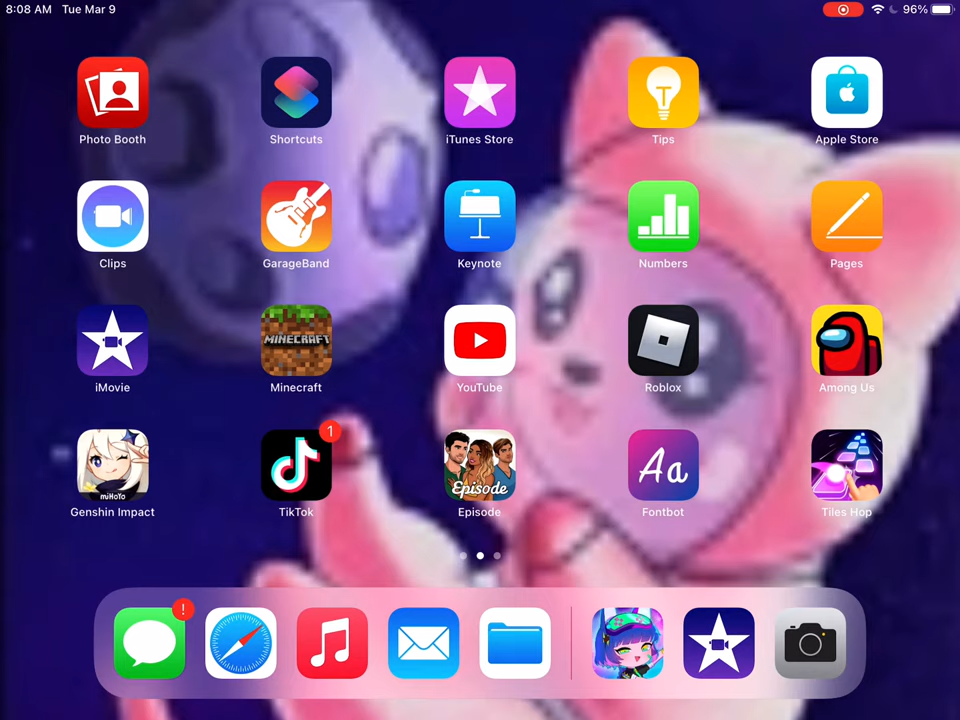 8:08 AM Tue Mar 9
96%
Photo Booth
Shortcuts
iTunes Store
Tips
Apple Store
Clips
GarageBand
Keynote
Numbers
Pages
MINECRAFT
iMovie
Minecraft
YouTube
Roblox
Among Us
miHoYo
1
Episode
Aa
Genshin Impact
TikTok
Episode
Fontbot
Tiles Hop
!